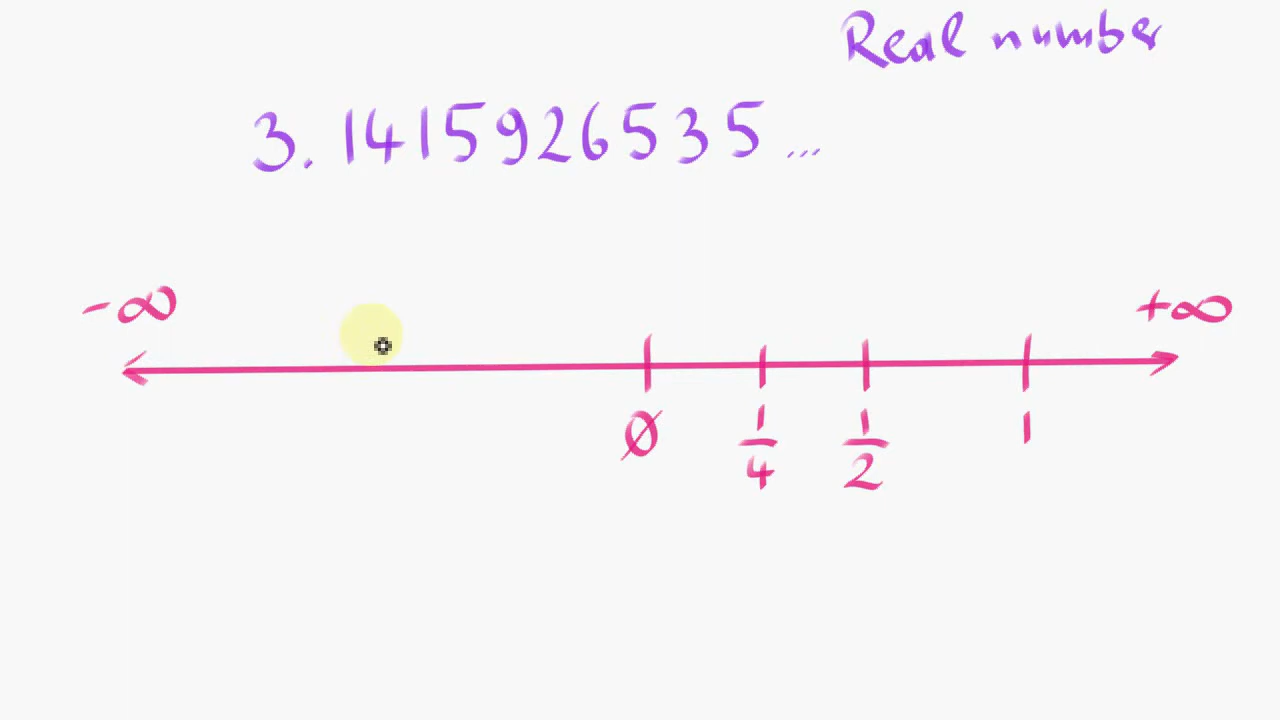 Real number
3.1415926535...
-∞ +∞
0 1/4 1/2 1